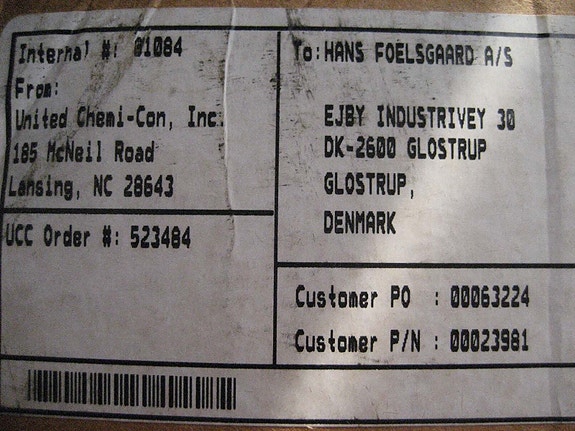 Internal #: 01084
From:
United Chemi-Con, Inc.
185 McNeil Road
Lansing, NC 28643
UCC Order #: 523484
To: HANS FOELSGAARD A/S
EJBY INDUSTRIVEY 30
DK-2600 GLOSTRUP
GLOSTRUP,
DENMARK
Customer PO : 00063224
Customer P/N : 00023981